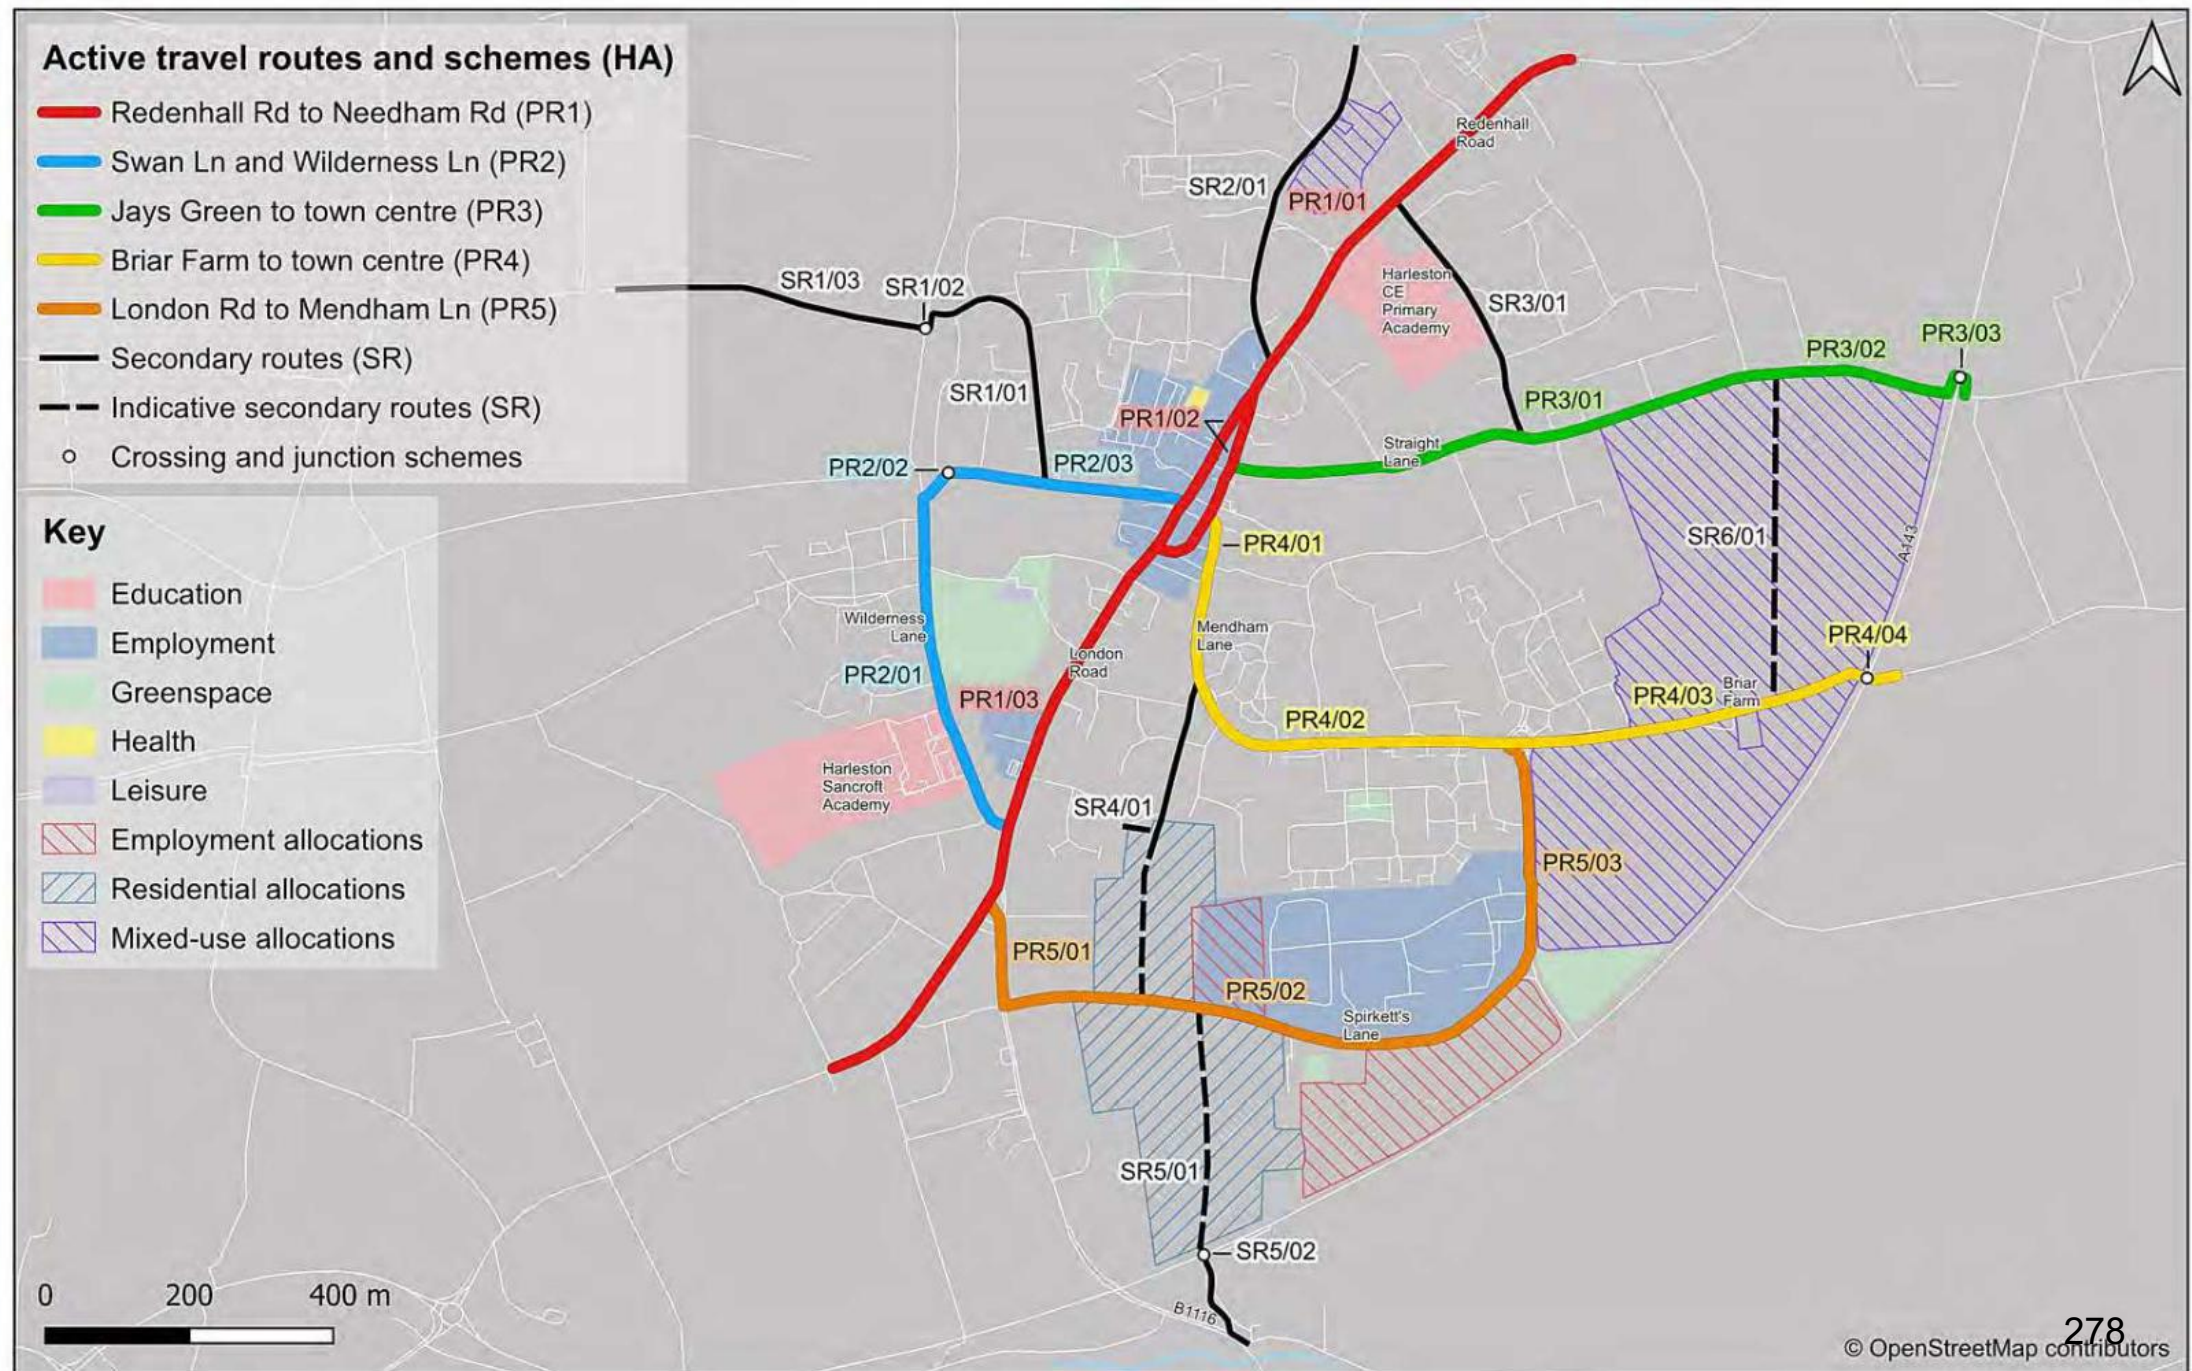 Active travel routes and schemes (HA)
Redenhall Rd to Needham Rd (PR1)
Swan Ln and Wilderness Ln (PR2)
Jays Green to town centre (PR3)
Briar Farm to town centre (PR4)
London Rd to Mendham Ln (PR5)
Secondary routes (SR)
Indicative secondary routes (SR)
Crossing and junction schemes
Key
Education
Employment
Greenspace
Health
Leisure
Employment allocations
Residential allocations
Mixed-use allocations
0 200 400 m
Redenhall
Road
SR2/01
PR1/01
SR1/03
SR1/02
Harleston
CE
Primary
Academy
SR3/01
PR3/03
PR3/02
SR1/01
PR3/01
PR1/02
Straight
Lane
PR2/02
PR2/03
SR6/01
A143
PR4/01
Wilderness
Lane
Mendham
Lane
PR4/04
London
Road
PR2/01
PR1/03
PR4/03
Briar
Farm
PR4/02
Harleston
Sancroft
Academy
SR4/01
PR5/03
PR5/01
PR5/02
Spirkett's
Lane
SR5/01
SR5/02
B1116
278
© OpenStreetMap contributors